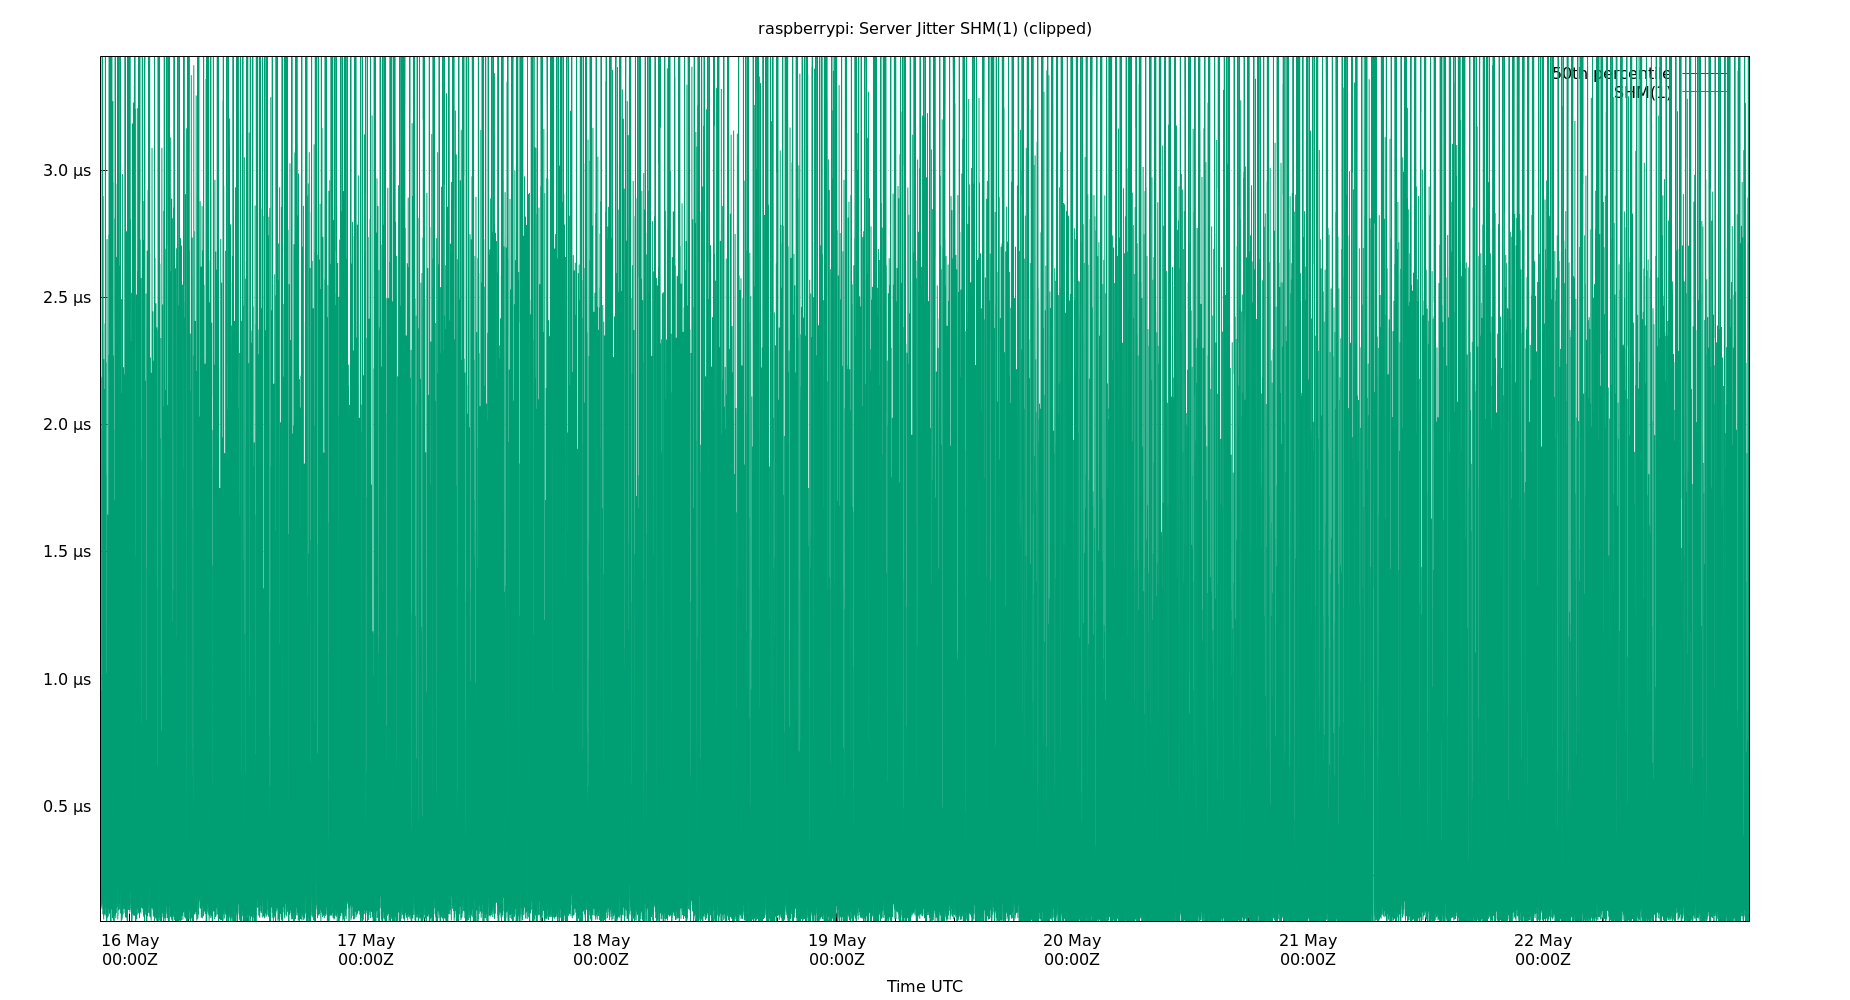 raspberrypi: Server Jitter SHM(1) (clipped)
50th percentile
SHM(1)
3.0 µs
2.5 µs
2.0 µs
1.5 µs
1.0 µs
0.5 µs
16 May 17 May 18 May 19 May 20 May 21 May 22 May
00:00Z 00:00Z 00:00Z 00:00Z 00:00Z 00:00Z 00:00Z
Time UTC